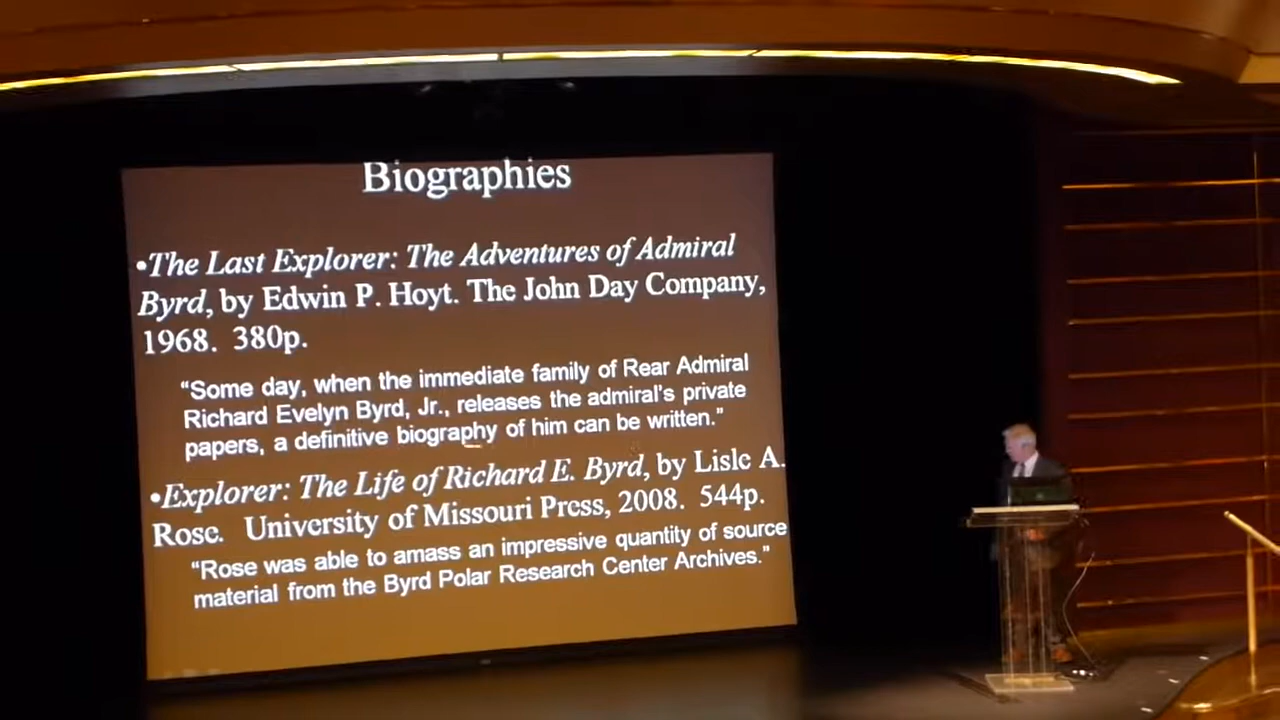 Biographies
•The Last Explorer: The Adventures of Admiral
Byrd, by Edwin P. Hoyt. The John Day Company,
1968. 380p.
“Some day, when the immediate family of Rear Admiral
Richard Evelyn Byrd, Jr., releases the admiral’s private
papers, a definitive biography of him can be written.”
•Explorer: The Life of Richard E. Byrd, by Lisle A.
Rose. University of Missouri Press, 2008. 544p.
“Rose was able to amass an impressive quantity of source
material from the Byrd Polar Research Center Archives.”